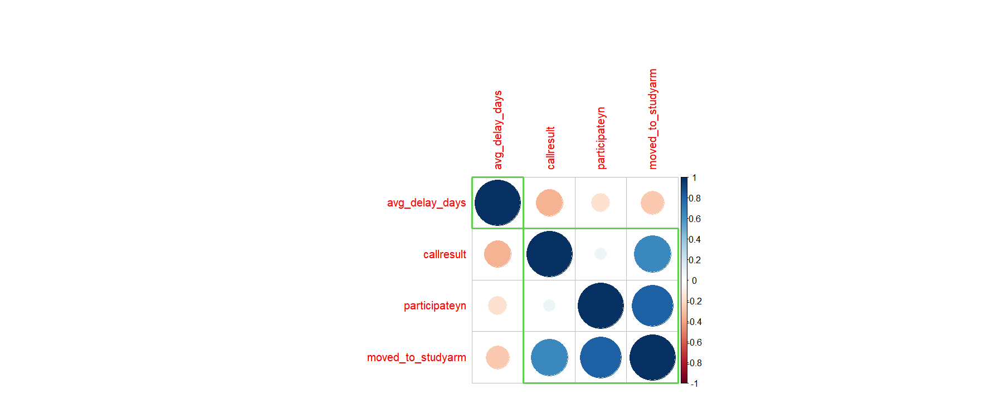 avg_delay_days
callresult
participateyn
moved_to_studyarm
avg_delay_days
callresult
participateyn
moved_to_studyarm
1
0.8
0.6
0.4
0.2
0
-0.2
-0.4
-0.6
-0.8
-1